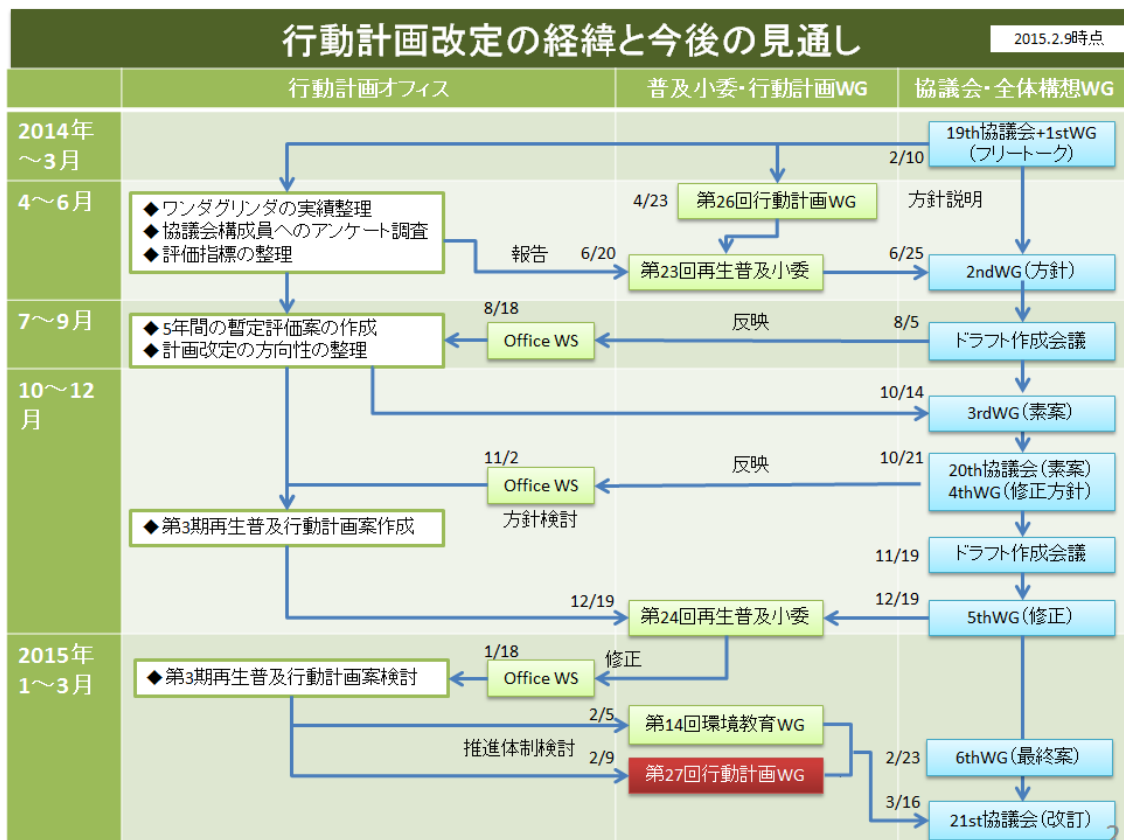 行動計画改定の経緯と今後の見通し
2015.2.9時点
行動計画オフィス
普及小委・行動計画WG
協議会・全体構想WG
2014年
～3月
19th協議会+1stWG
(フリートーク)
2/10
4～6月
◆ワンダグリンダの実績整理
◆協議会構成員へのアンケート調査
◆評価指標の整理
4/23
第26回行動計画WG
方針説明
報告
6/20
第23回再生普及小委
6/25
2ndWG(方針)
7～9月
◆5年間の暫定評価案の作成
◆計画改定の方向性の整理
8/18
Office WS
反映
8/5
ドラフト作成会議
10～12
月
10/14
3rdWG(素案)
11/2
Office WS
方針検討
反映
10/21
20th協議会(素案)
4thWG(修正方針)
◆第3期再生普及行動計画案作成
11/19
ドラフト作成会議
12/19
第24回再生普及小委
12/19
5thWG(修正)
2015年
1～3月
◆第3期再生普及行動計画案検討
1/18
Office WS
修正
2/5
第14回環境教育WG
推進体制検討
2/9
第27回行動計画WG
2/23
6thWG(最終案)
3/16
21st協議会(改訂)
2